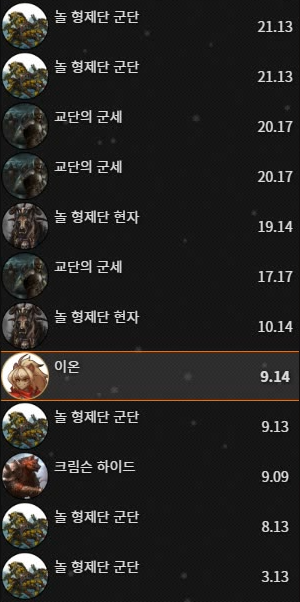 놀 형제단 군단
21.13
놀 형제단 군단
21.13
교단의 군세
20.17
교단의 군세
20.17
놀 형제단 현자
19.14
교단의 군세
17.17
놀 형제단 현자
10.14
이온
9.14
놀 형제단 군단
9.13
크림슨 하이드
9.09
놀 형제단 군단
8.13
놀 형제단 군단
3.13